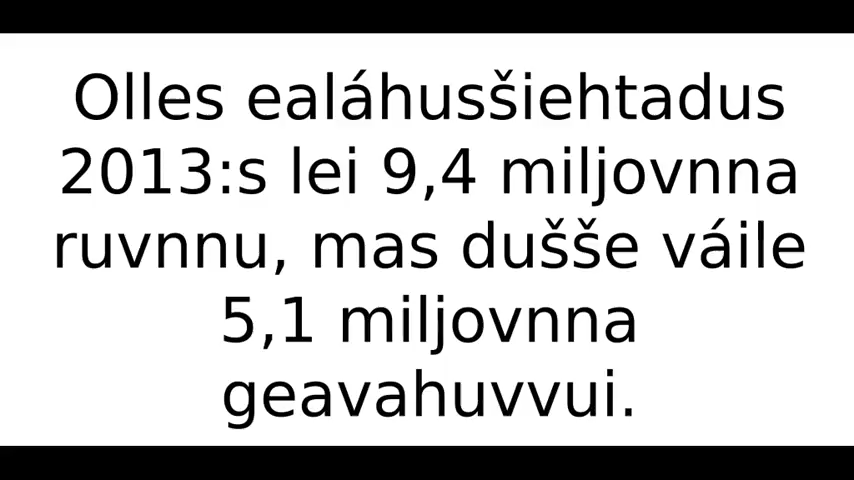 Olles ealáhusšiehtadus
2013:s lei 9,4 miljovnna
ruvnnu, mas dušše váile
5,1 miljovnna
geavahuvvui.